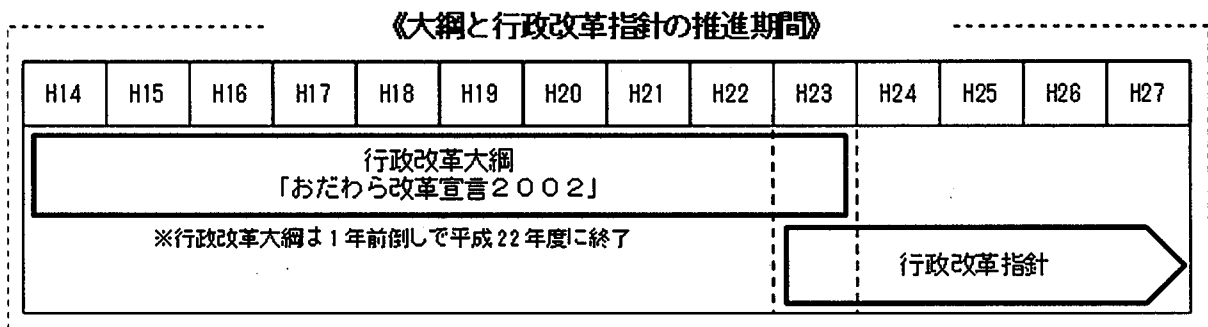 《大綱と行政改革指針の推進期間》
H14 H15 H16 H17 H18 H19 H20 H21 H22 H23 H24 H25 H26 H27
行政改革大綱
「おだわら改革宣言2002」
※行政改革大綱は1年前倒しで平成22年度に終了
行政改革指針